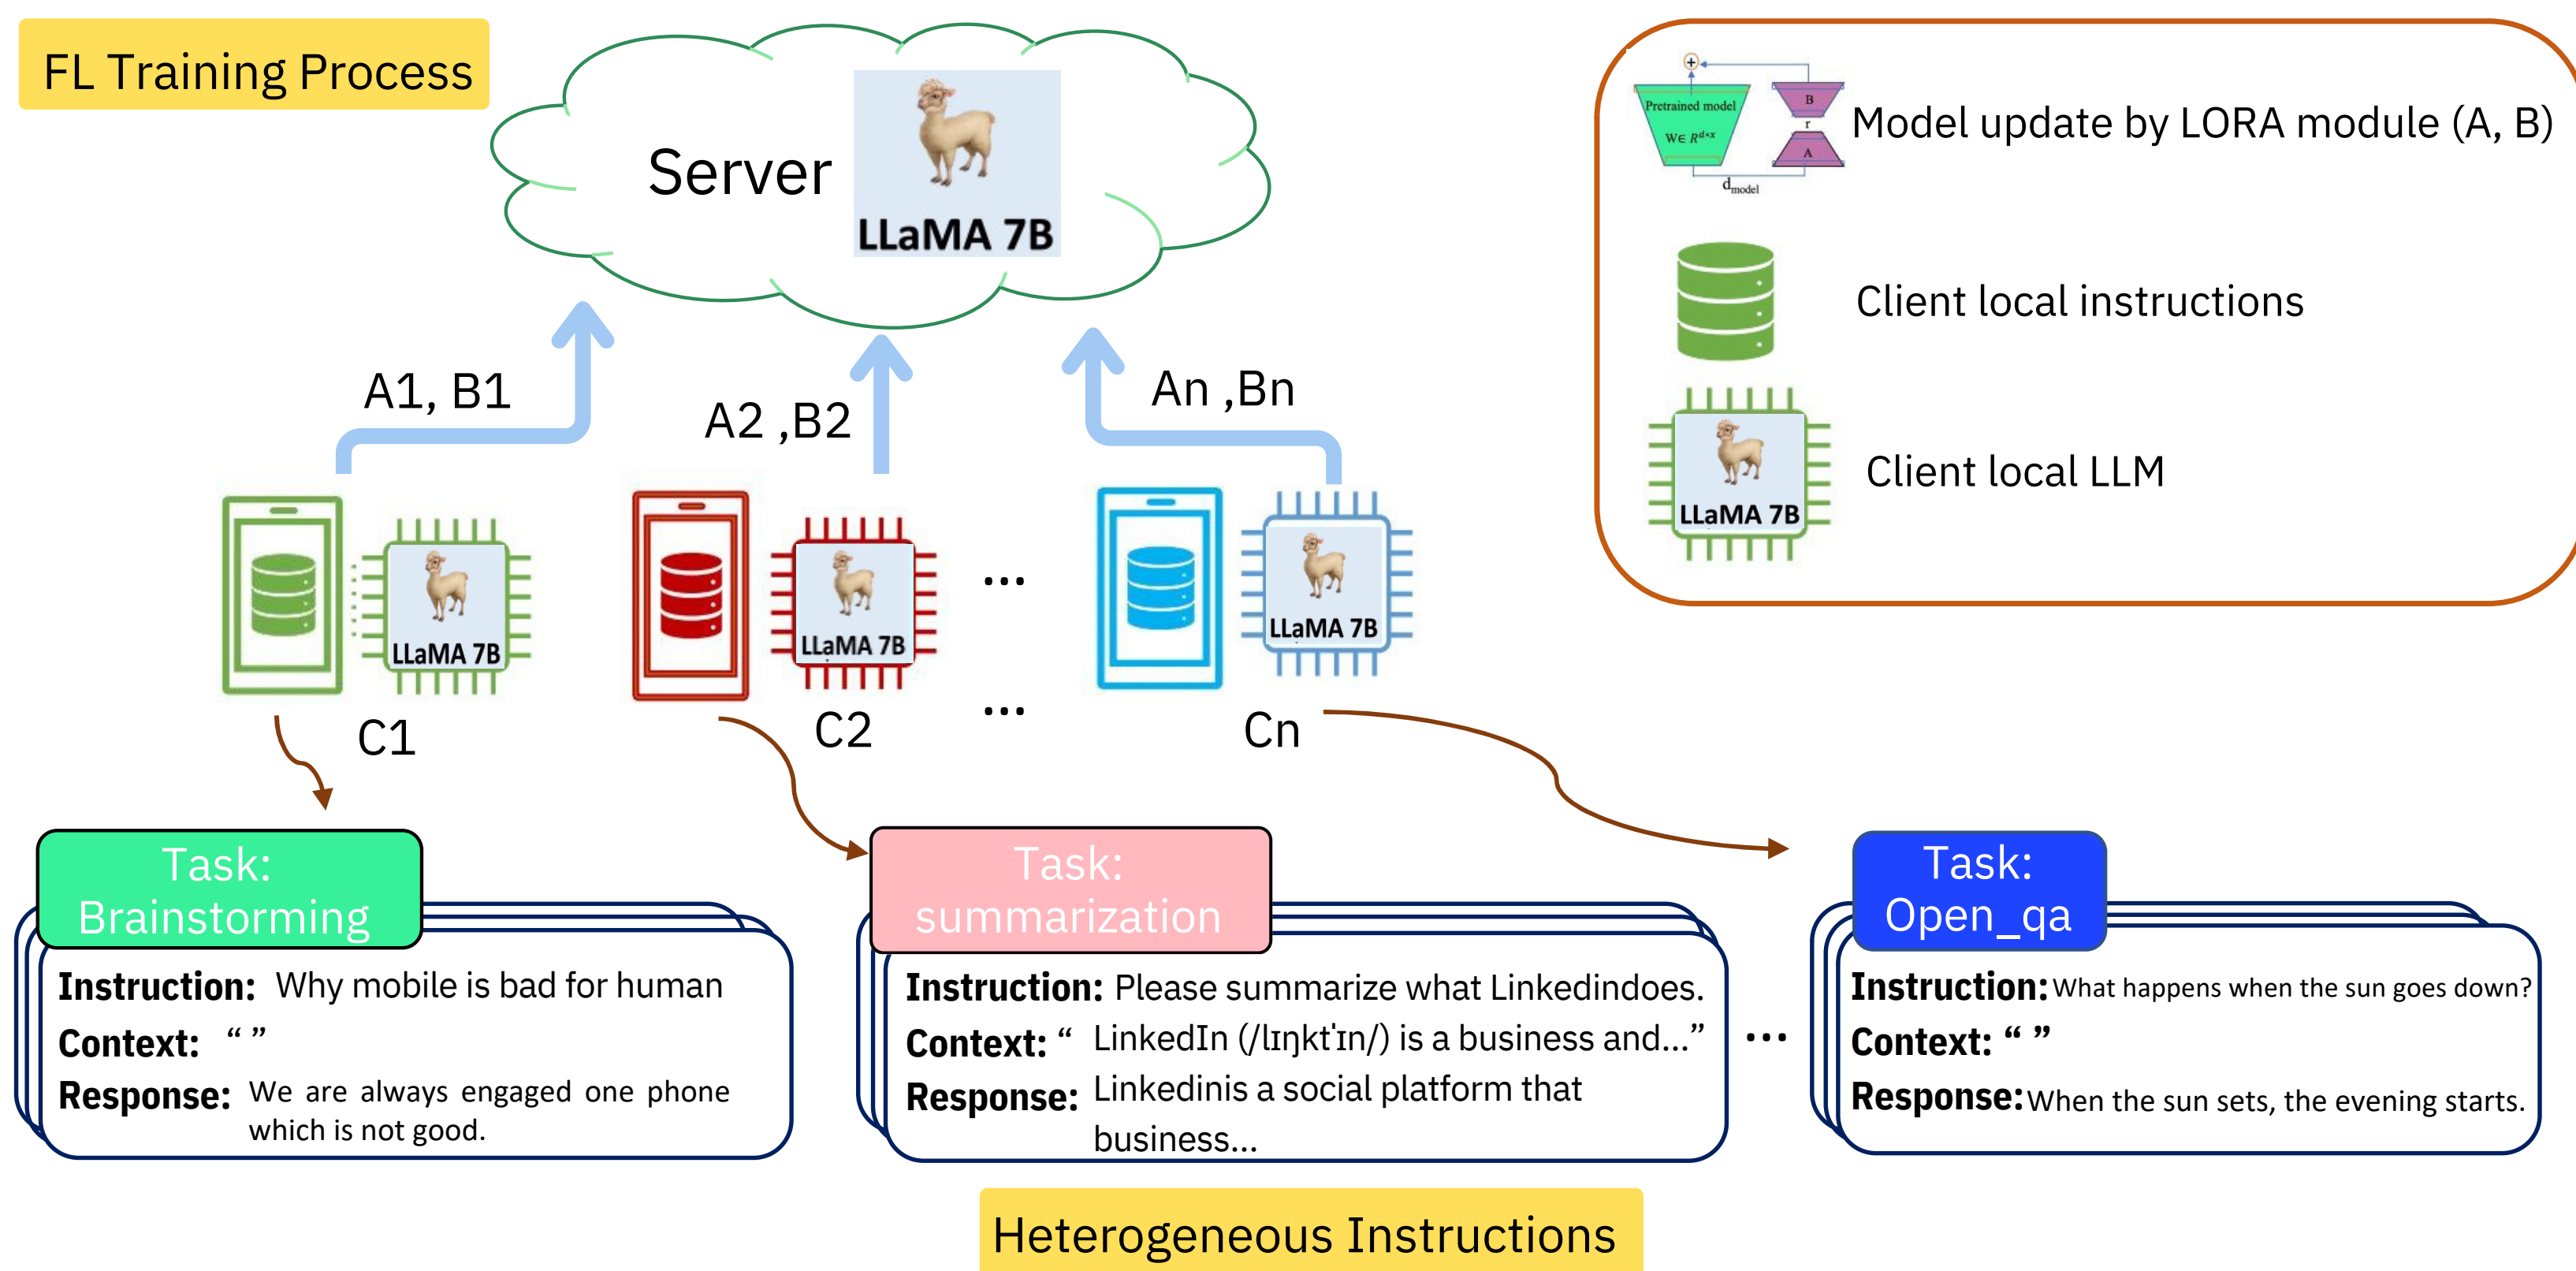 FL Training Process
Server
LLaMA 7B
Pretrained model
W∈ R^{d*x}
B
r
A
d_{model}
Model update by LORA module (A, B)
Client local instructions
LLaMA 7B
Client local LLM
A1, B1
A2 ,B2
An ,Bn
LLaMA 7B
LLaMA 7B
...
LLaMA 7B
C1
C2
...
Cn
Task:
Brainstorming
Instruction: Why mobile is bad for human
Context: “ ”
Response: We are always engaged one phone
which is not good.
Task:
summarization
Instruction: Please summarize what Linkedindoes.
Context: “ LinkedIn (/lɪŋktˈɪn/) is a business and...”
Response: Linkedinis a social platform that
business...
...
Task:
Open_qa
Instruction: What happens when the sun goes down?
Context: “ ”
Response: When the sun sets, the evening starts.
Heterogeneous Instructions